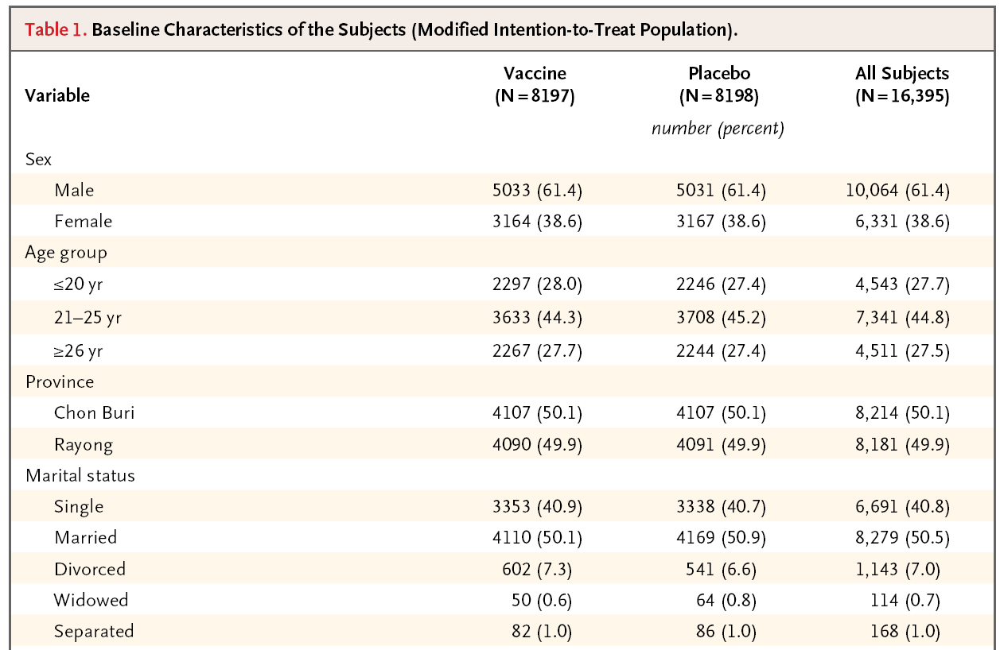 Table 1. Baseline Characteristics of the Subjects (Modified Intention-to-Treat Population).
Variable Vaccine (N=8197) Placebo (N=8198) All Subjects (N=16,395)
number (percent)
Sex
Male 5033 (61.4) 5031 (61.4) 10,064 (61.4)
Female 3164 (38.6) 3167 (38.6) 6,331 (38.6)
Age group
≤20 yr 2297 (28.0) 2246 (27.4) 4,543 (27.7)
21–25 yr 3633 (44.3) 3708 (45.2) 7,341 (44.8)
≥26 yr 2267 (27.7) 2244 (27.4) 4,511 (27.5)
Province
Chon Buri 4107 (50.1) 4107 (50.1) 8,214 (50.1)
Rayong 4090 (49.9) 4091 (49.9) 8,181 (49.9)
Marital status
Single 3353 (40.9) 3338 (40.7) 6,691 (40.8)
Married 4110 (50.1) 4169 (50.9) 8,279 (50.5)
Divorced 602 (7.3) 541 (6.6) 1,143 (7.0)
Widowed 50 (0.6) 64 (0.8) 114 (0.7)
Separated 82 (1.0) 86 (1.0) 168 (1.0)